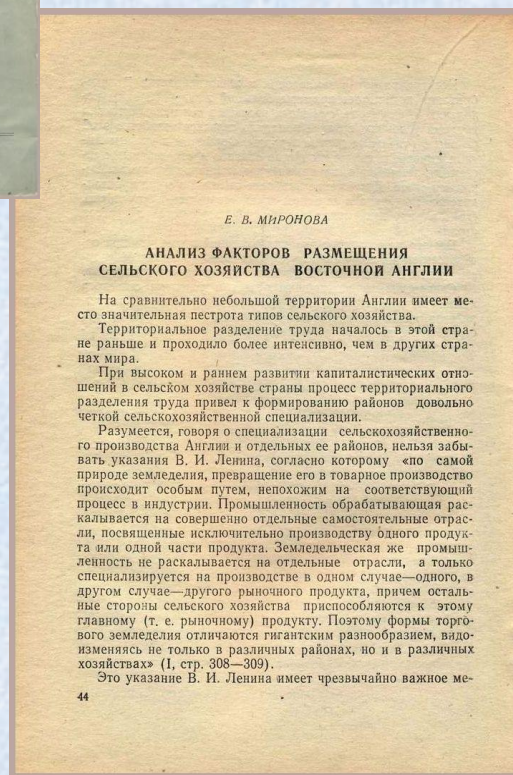 Е. В. МИРОНОВА
АНАЛИЗ ФАКТОРОВ РАЗМЕЩЕНИЯ
СЕЛЬСКОГО ХОЗЯЙСТВА ВОСТОЧНОЙ АНГЛИИ
На сравнительно небольшой территории Англии имеет ме-
сто значительная пестрота типов сельского хозяйства.
Территориальное разделение труда началось в этой стра-
не раньше и проходило более интенсивно, чем в других стра-
нах мира.
При высоком и раннем развитии капиталистических отно-
шений в сельском хозяйстве страны процесс территориального
разделения труда привел к формированию районов довольно
четкой сельскохозяйственной специализации.
Разумеется, говоря о специализации сельскохозяйственно-
го производства Англии и отдельных ее районов, нельзя забы-
вать указания В. И. Ленина, согласно которому «по самой
природе земледелия, превращение его в товарное производство
происходит особым путем, непохожим на соответствующий
процесс в индустрии. Промышленность обрабатывающая рас-
калывается на совершенно отдельные самостоятельные отрас-
ли, посвященные исключительно производству одного продук-
та или одной части продукта. Земледельческая же промыш-
ленность не раскалывается на отдельные отрасли, а только
специализируется на производстве в одном случае—одного, в
другом случае—другого рыночного продукта, причем осталь-
ные стороны сельского хозяйства приспособляются к этому
главному (т. е. рыночному) продукту. Поэтому формы торго-
вого земледелия отличаются гигантским разнообразием, видо-
изменяясь не только в различных районах, но и в различных
хозяйствах» (I, стр. 308—309).
Это указание В. И. Ленина имеет чрезвычайно важное ме-
44